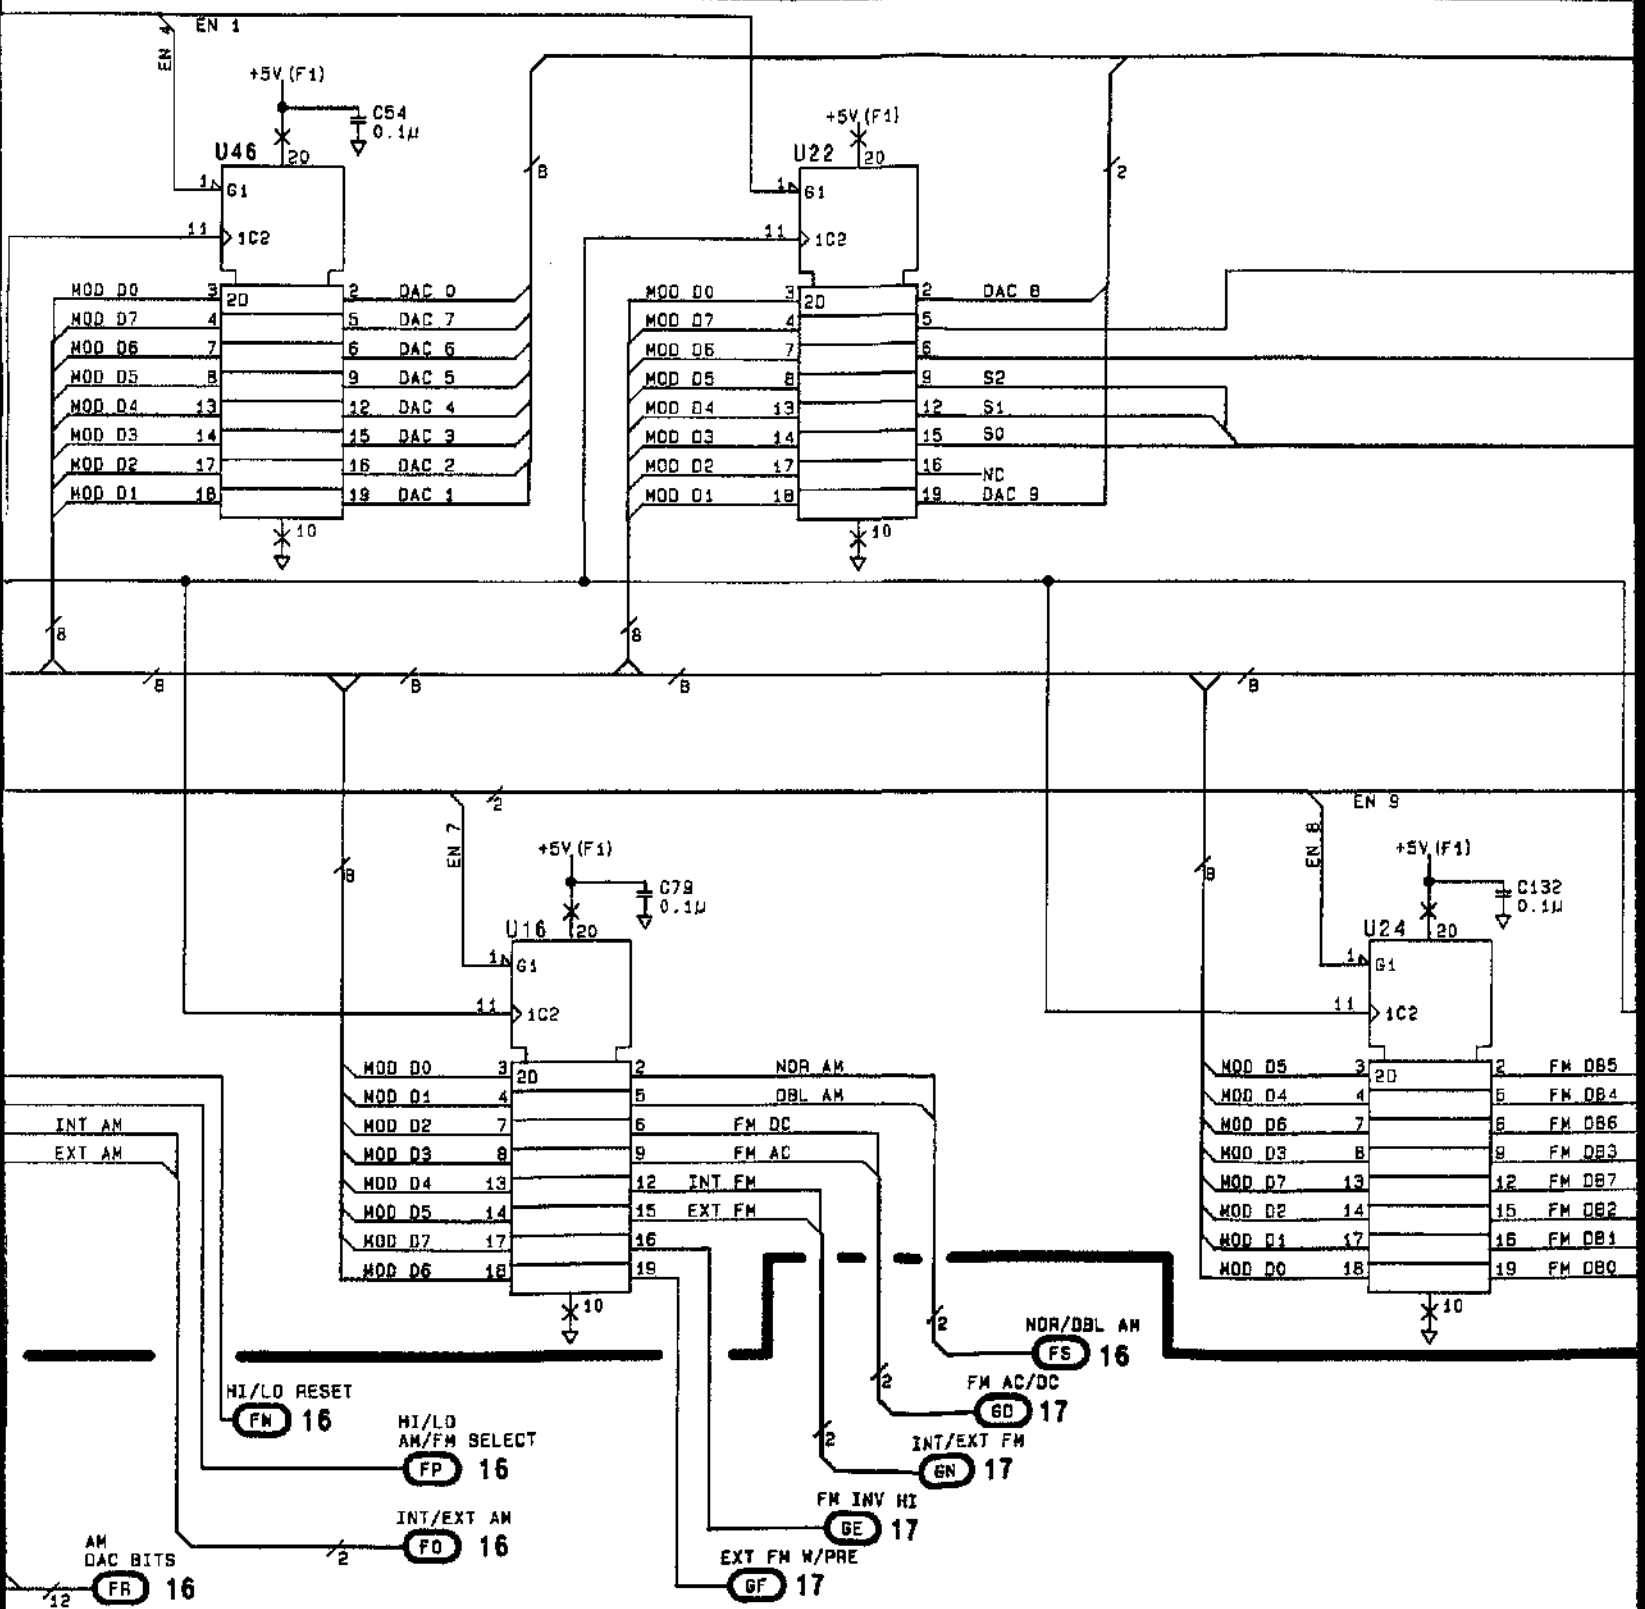 EN 4
EN 1
+5V (F1)
C54
0.1µ
U46
20
1 G1
11 1C2
MOD D0 3 2D 2 DAC 0
MOD D7 4 5 DAC 7
MOD D6 7 6 DAC 6
MOD D5 8 9 DAC 5
MOD D4 13 12 DAC 4
MOD D3 14 15 DAC 3
MOD D2 17 16 DAC 2
MOD D1 18 19 DAC 1
10
8
8
+5V (F1)
U22
20
1 G1
11 1C2
MOD D0 3 2D 2 DAC 8
MOD D7 4 5
MOD D6 7 6
MOD D5 8 9 S2
MOD D4 13 12 S1
MOD D3 14 15 S0
MOD D2 17 16 NC
MOD D1 18 19 DAC 9
10
2
8
8 8 8 8
2
EN 7
8
+5V (F1)
C79
0.1µ
U16
20
1 G1
11 1C2
MOD D0 3 2D 2 NOR AM
MOD D1 4 5 DBL AM
MOD D2 7 6 FM DC
MOD D3 8 9 FM AC
MOD D4 13 12 INT FM
MOD D5 14 15 EXT FM
MOD D7 17 16
MOD D6 18 19
10
EN 8
EN 9
8
+5V (F1)
C132
0.1µ
U24
20
1 G1
11 1C2
MOD D5 3 2D 2 FM DB5
MOD D4 4 5 FM DB4
MOD D6 7 6 FM DB6
MOD D3 8 9 FM DB3
MOD D7 13 12 FM DB7
MOD D2 14 15 FM DB2
MOD D1 17 16 FM DB1
MOD D0 18 19 FM DB0
10
INT AM
EXT AM
2
NOR/DBL AM
FS 16
2
FM AC/DC
GD 17
2
INT/EXT FM
GN 17
FM INV HI
GE 17
EXT FM W/PRE
GF 17
HI/LO RESET
FN 16
HI/LO
AM/FM SELECT
FP 16
INT/EXT AM
2
FO 16
AM
DAC BITS
12
FR 16